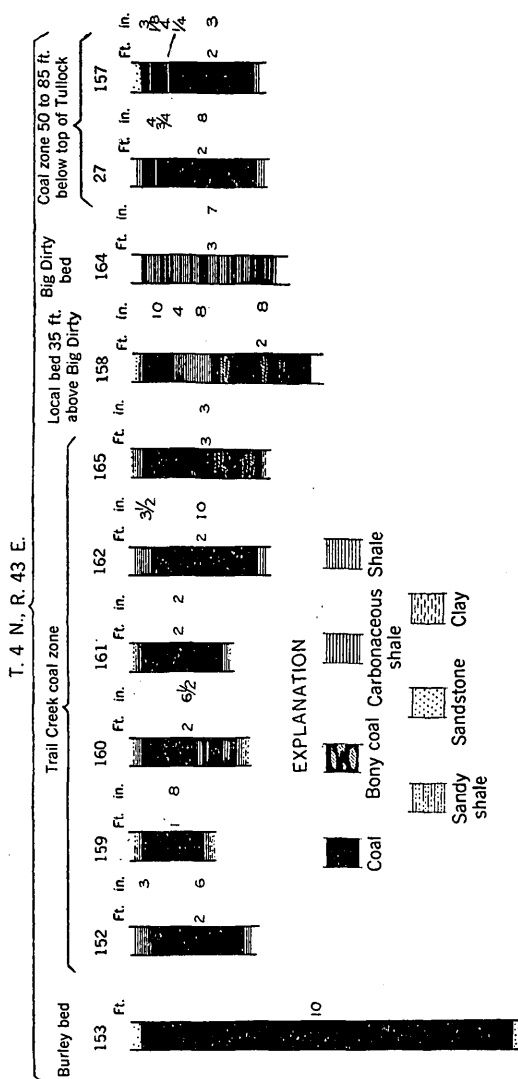 T. 4 N., R. 43 E.
Burley bed
153
Ft.
10
Trail Creek coal zone
152
Ft. in.
3
2 6
159
Ft. in.
1 8
160
Ft. in.
2 6½
161
Ft. in.
2 2
162
Ft. in.
3½
2 10
165
Ft. in.
3 3
Local bed 35 ft.
above Big Dirty
158
Ft. in.
10
4
8
2 8
Big Dirty
bed
164
Ft. in.
3 7
Coal zone 50 to 85 ft.
below top of Tullock
27
Ft. in.
4
¾
2 8
157
Ft. in.
3
⅛
4
¼
2 3
EXPLANATION
Coal
Bony coal
Carbonaceous
shale
Shale
Sandy
shale
Sandstone
Clay